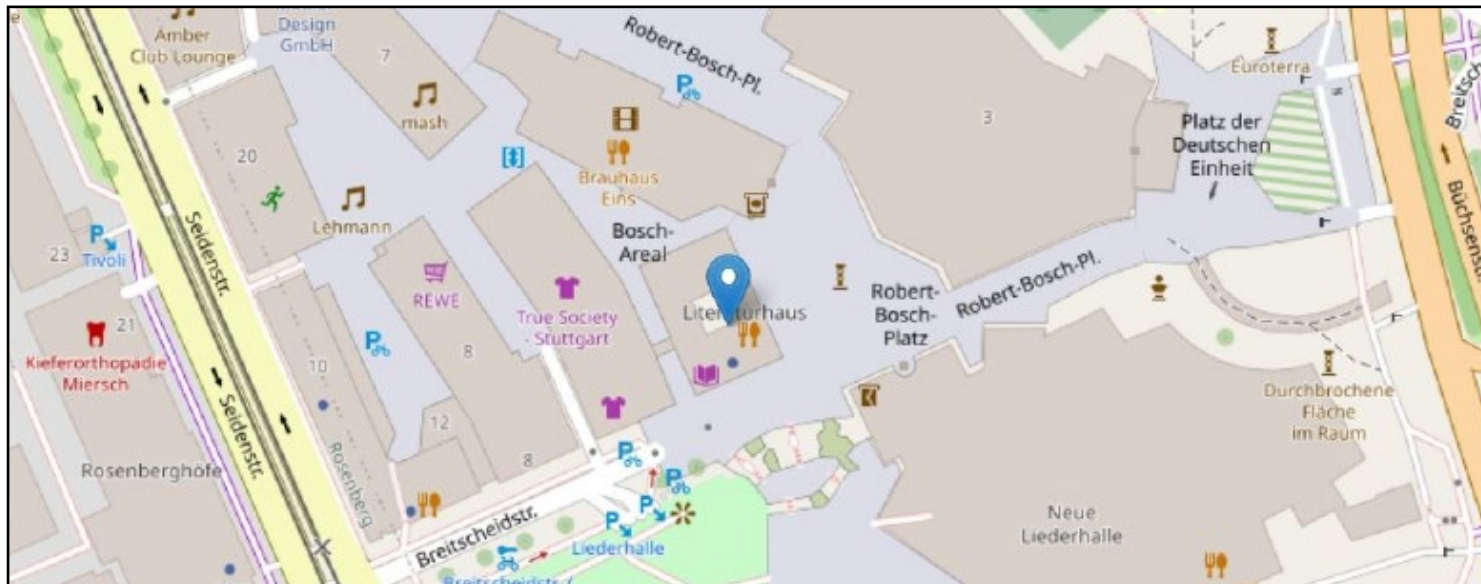 Amber
Club Lounge
Design
GmbH
7
mash
Robert-Bosch-Pl.
3
Euroterra
Platz der
Deutschen
Einheit
Büchsenstr.
20
Lehmann
Brauhaus
Eins
Bosch-
Areal
Seidenstr.
23
Tivoli
REWE
True Society
- Stuttgart
Literaturhaus
Robert-
Bosch-
Platz
Robert-Bosch-Pl.
21
Kieferorthopädie
Miersch
10
8
12
8
Durchbrochene
Fläche
im Raum
Rosenberghöfe
Seidenstr.
Rosenberg
Breitscheidstr.
Liederhalle
Neue
Liederhalle